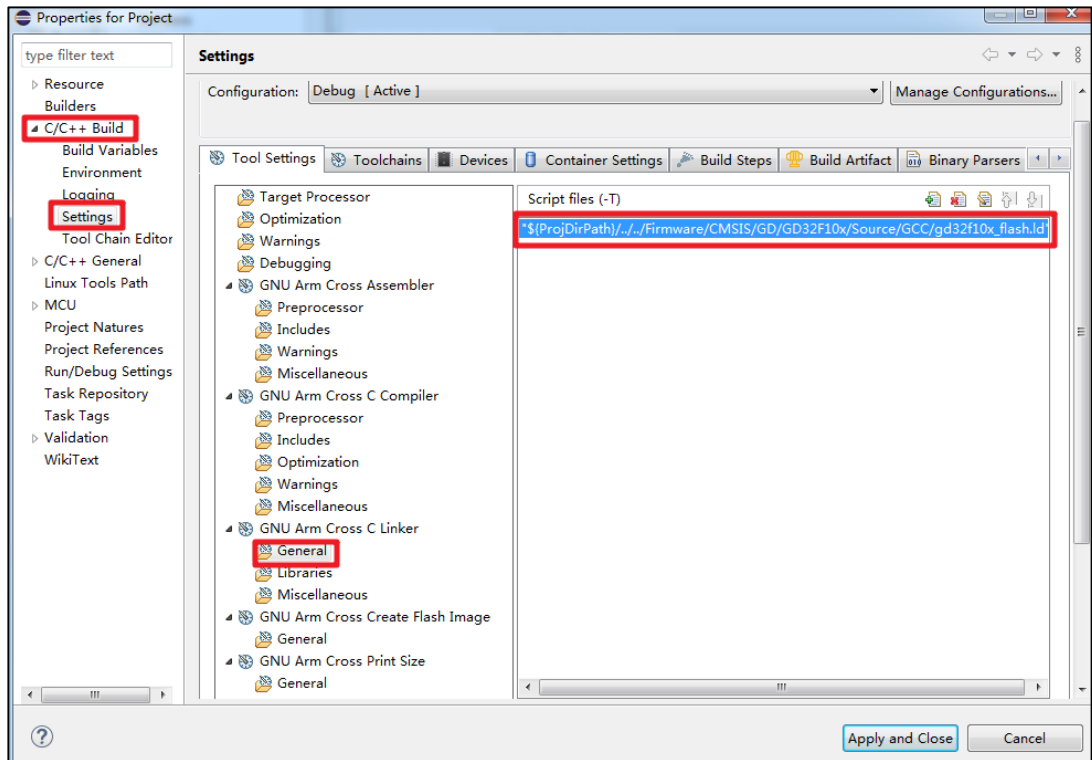 Properties for Project
type filter text
Resource
Builders
C/C++ Build
Build Variables
Environment
Logging
Settings
Tool Chain Editor
C/C++ General
Linux Tools Path
MCU
Project Natures
Project References
Run/Debug Settings
Task Repository
Task Tags
Validation
WikiText
Settings
Configuration: Debug [ Active ] Manage Configurations...
Tool Settings Toolchains Devices Container Settings Build Steps Build Artifact Binary Parsers
Target Processor
Optimization
Warnings
Debugging
GNU Arm Cross Assembler
Preprocessor
Includes
Warnings
Miscellaneous
GNU Arm Cross C Compiler
Preprocessor
Includes
Optimization
Warnings
Miscellaneous
GNU Arm Cross C Linker
General
Libraries
Miscellaneous
GNU Arm Cross Create Flash Image
General
GNU Arm Cross Print Size
General
Script files (-T)
"${ProjDirPath}/../../Firmware/CMSIS/GD/GD32F10x/Source/GCC/gd32f10x_flash.ld"
Apply and Close Cancel